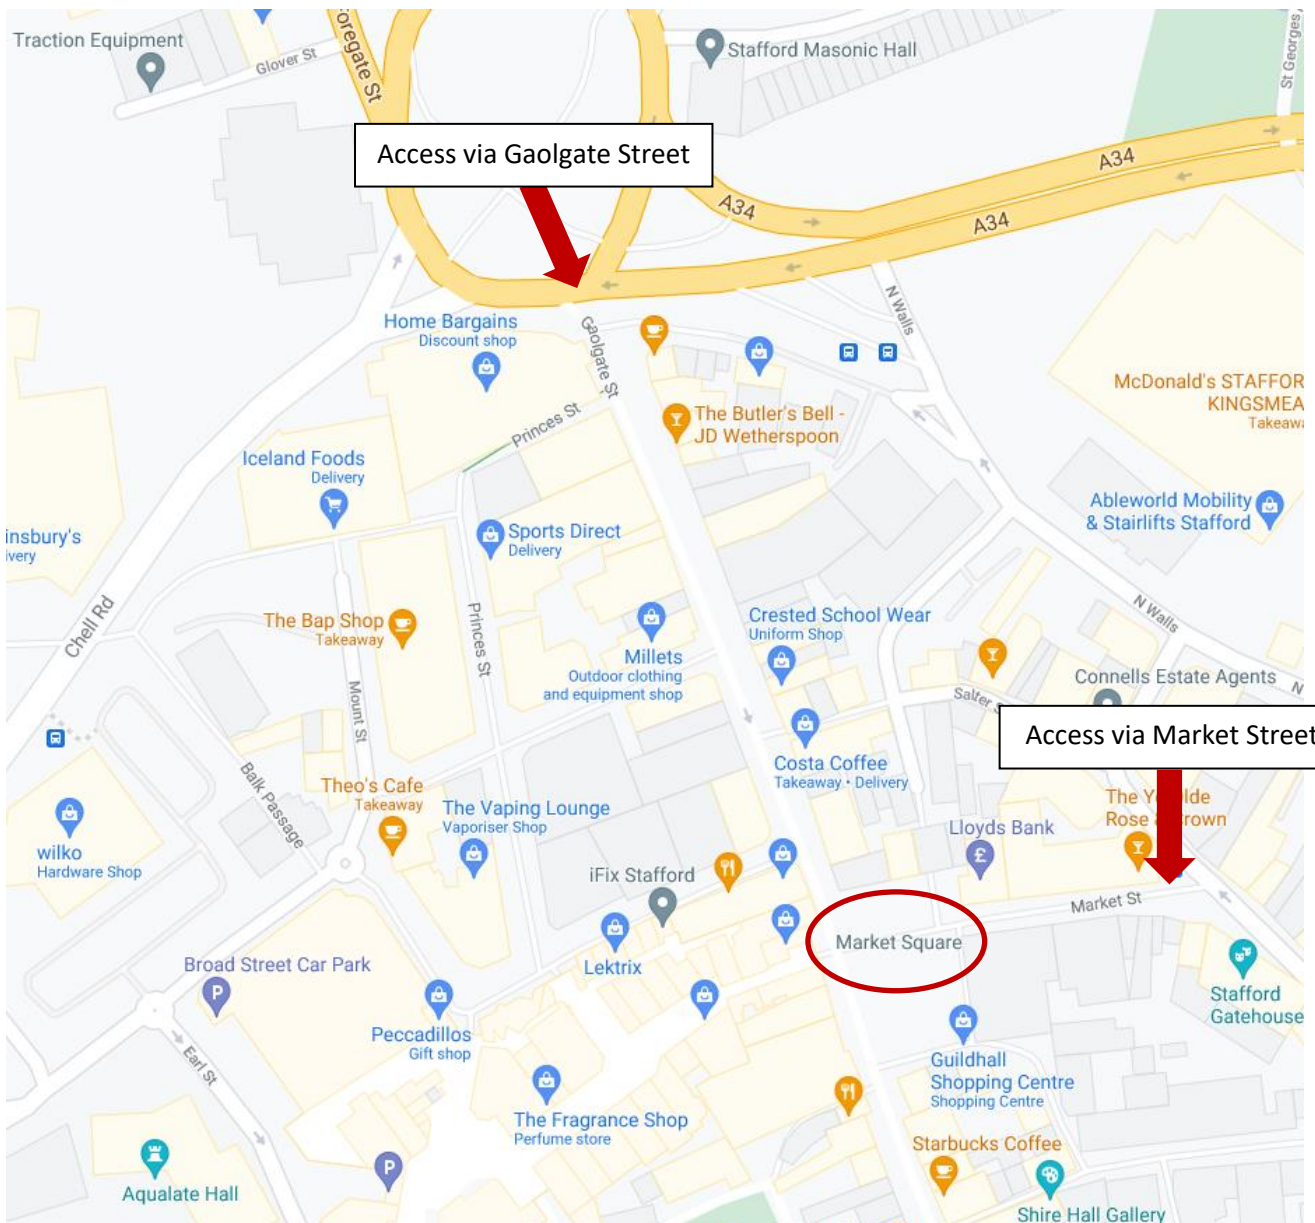 Traction Equipment
Glover St
Foregate St
Stafford Masonic Hall
St Georges
Access via Gaolgate Street
A34
A34
A34
N Walls
Home Bargains
Discount shop
Gaolgate St
McDonald's STAFFOR
KINGSMEA
Takeawa
The Butler's Bell -
JD Wetherspoon
Princes St
Iceland Foods
Delivery
Ableworld Mobility
& Stairlifts Stafford
insbury's
ivery
Sports Direct
Delivery
Chell Rd
The Bap Shop
Takeaway
Princes St
Crested School Wear
Uniform Shop
N Walls
Millets
Outdoor clothing
and equipment shop
Connells Estate Agents
N
Mount St
Salter
Access via Market Street
Balk Passage
Costa Coffee
Takeaway • Delivery
Theo's Cafe
Takeaway
The Vaping Lounge
Vaporiser Shop
The Y Olde
Rose & Crown
Lloyds Bank
wilko
Hardware Shop
iFix Stafford
Market St
Market Square
Broad Street Car Park
Lektrix
Stafford
Gatehouse
Peccadillos
Gift shop
Earl St
Guildhall
Shopping Centre
Shopping Centre
The Fragrance Shop
Perfume store
Starbucks Coffee
Aqualate Hall
Shire Hall Gallery